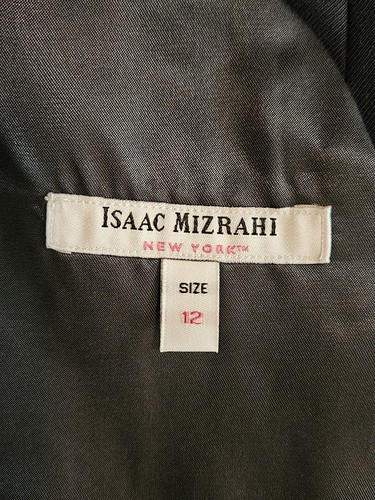 ISAAC MIZRAHI
NEW YORK™
SIZE
12